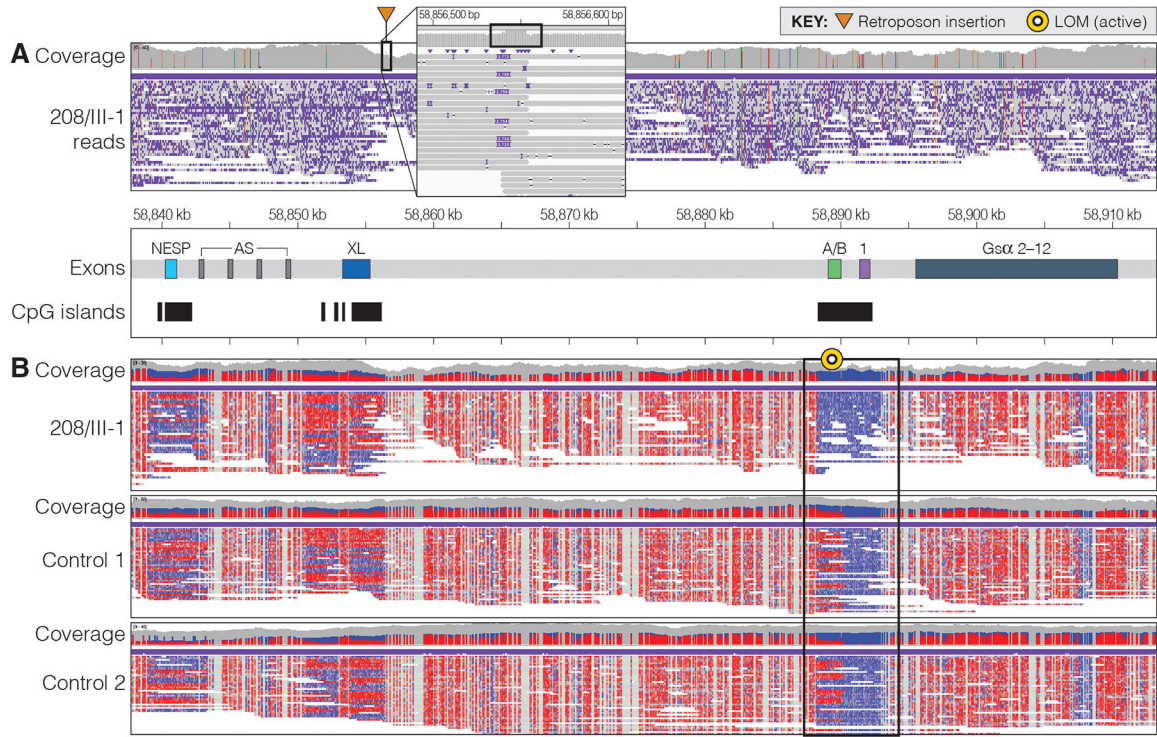 58,856,500 bp 58,856,600 bp
KEY: Retroposon insertion LOM (active)
A Coverage
208/III-1
reads
58,840 kb 58,850 kb 58,860 kb 58,870 kb 58,880 kb 58,890 kb 58,900 kb 58,910 kb
NESP AS XL A/B 1 Gsα 2–12
Exons
CpG islands
B Coverage
208/III-1
Coverage
Control 1
Coverage
Control 2